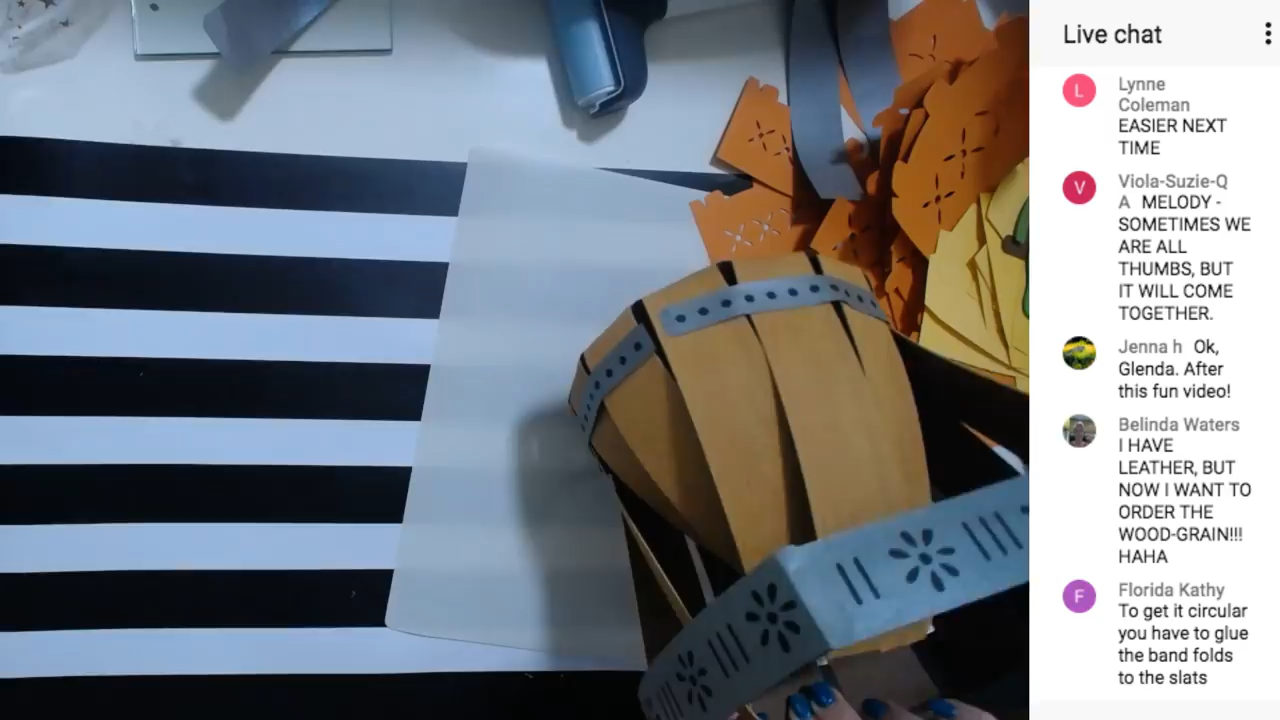 Live chat
Lynne
Coleman
EASIER NEXT
TIME
Viola-Suzie-Q
A MELODY -
SOMETIMES WE
ARE ALL
THUMBS, BUT
IT WILL COME
TOGETHER.
Jenna h Ok,
Glenda. After
this fun video!
Belinda Waters
I HAVE
LEATHER, BUT
NOW I WANT TO
ORDER THE
WOOD-GRAIN!!!
HAHA
Florida Kathy
To get it circular
you have to glue
the band folds
to the slats
L
V
F